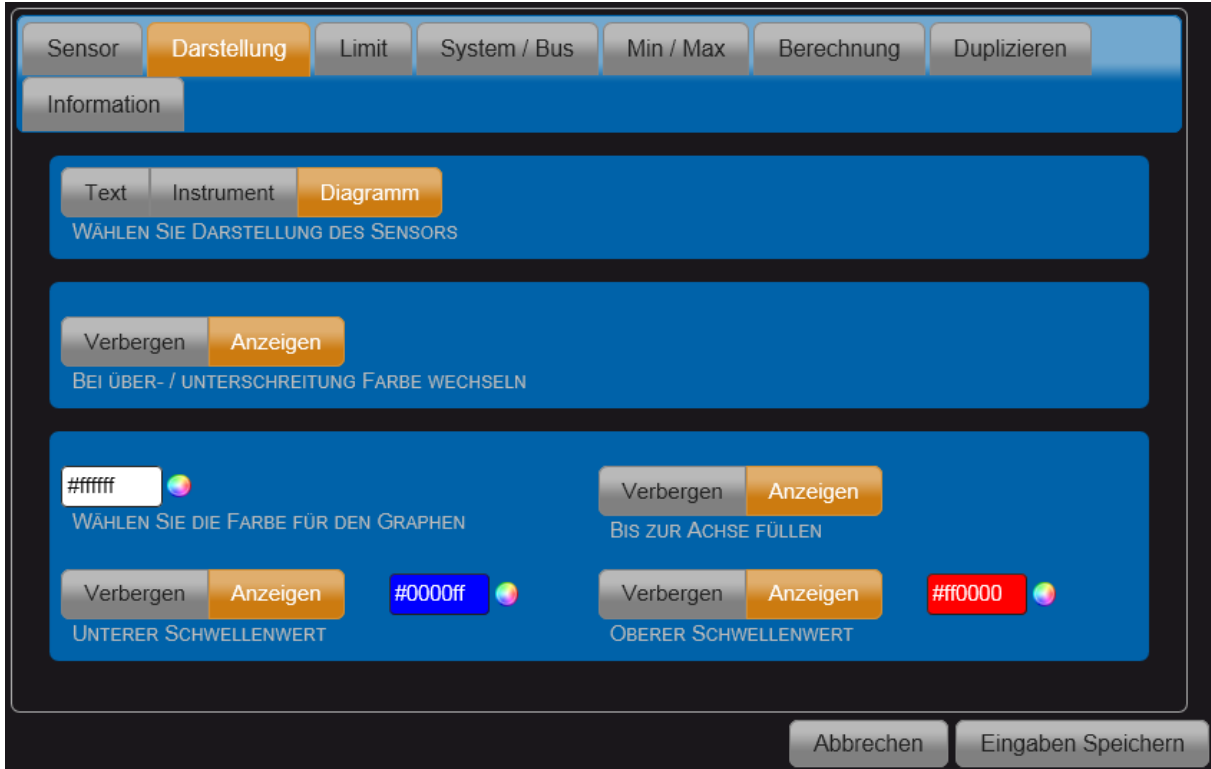 Sensor Darstellung Limit System / Bus Min / Max Berechnung Duplizieren
Information
Text Instrument Diagramm
Wählen Sie Darstellung des Sensors
Verbergen Anzeigen
Bei über- / unterschreitung Farbe wechseln
#ffffff
Wählen Sie die Farbe für den Graphen
Verbergen Anzeigen
Bis zur Achse füllen
Verbergen Anzeigen #0000ff
Unterer Schwellenwert
Verbergen Anzeigen #ff0000
Oberer Schwellenwert
Abbrechen Eingaben Speichern